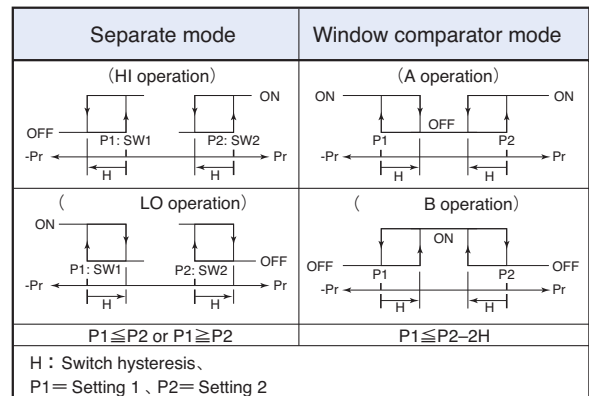 Separate mode
Window comparator mode
（HI operation）
ON
OFF
P1: SW1
P2: SW2
-Pr
Pr
H
H
（A operation）
ON
ON
OFF
P1
P2
-Pr
Pr
H
H
（ LO operation）
ON
P1: SW1
P2: SW2
OFF
-Pr
Pr
H
H
（ B operation）
ON
OFF
OFF
P1
P2
-Pr
Pr
H
H
P1≦P2 or P1≧P2
P1≦P2–2H
H： Switch hysteresis、
P1＝ Setting 1 、P2＝ Setting 2